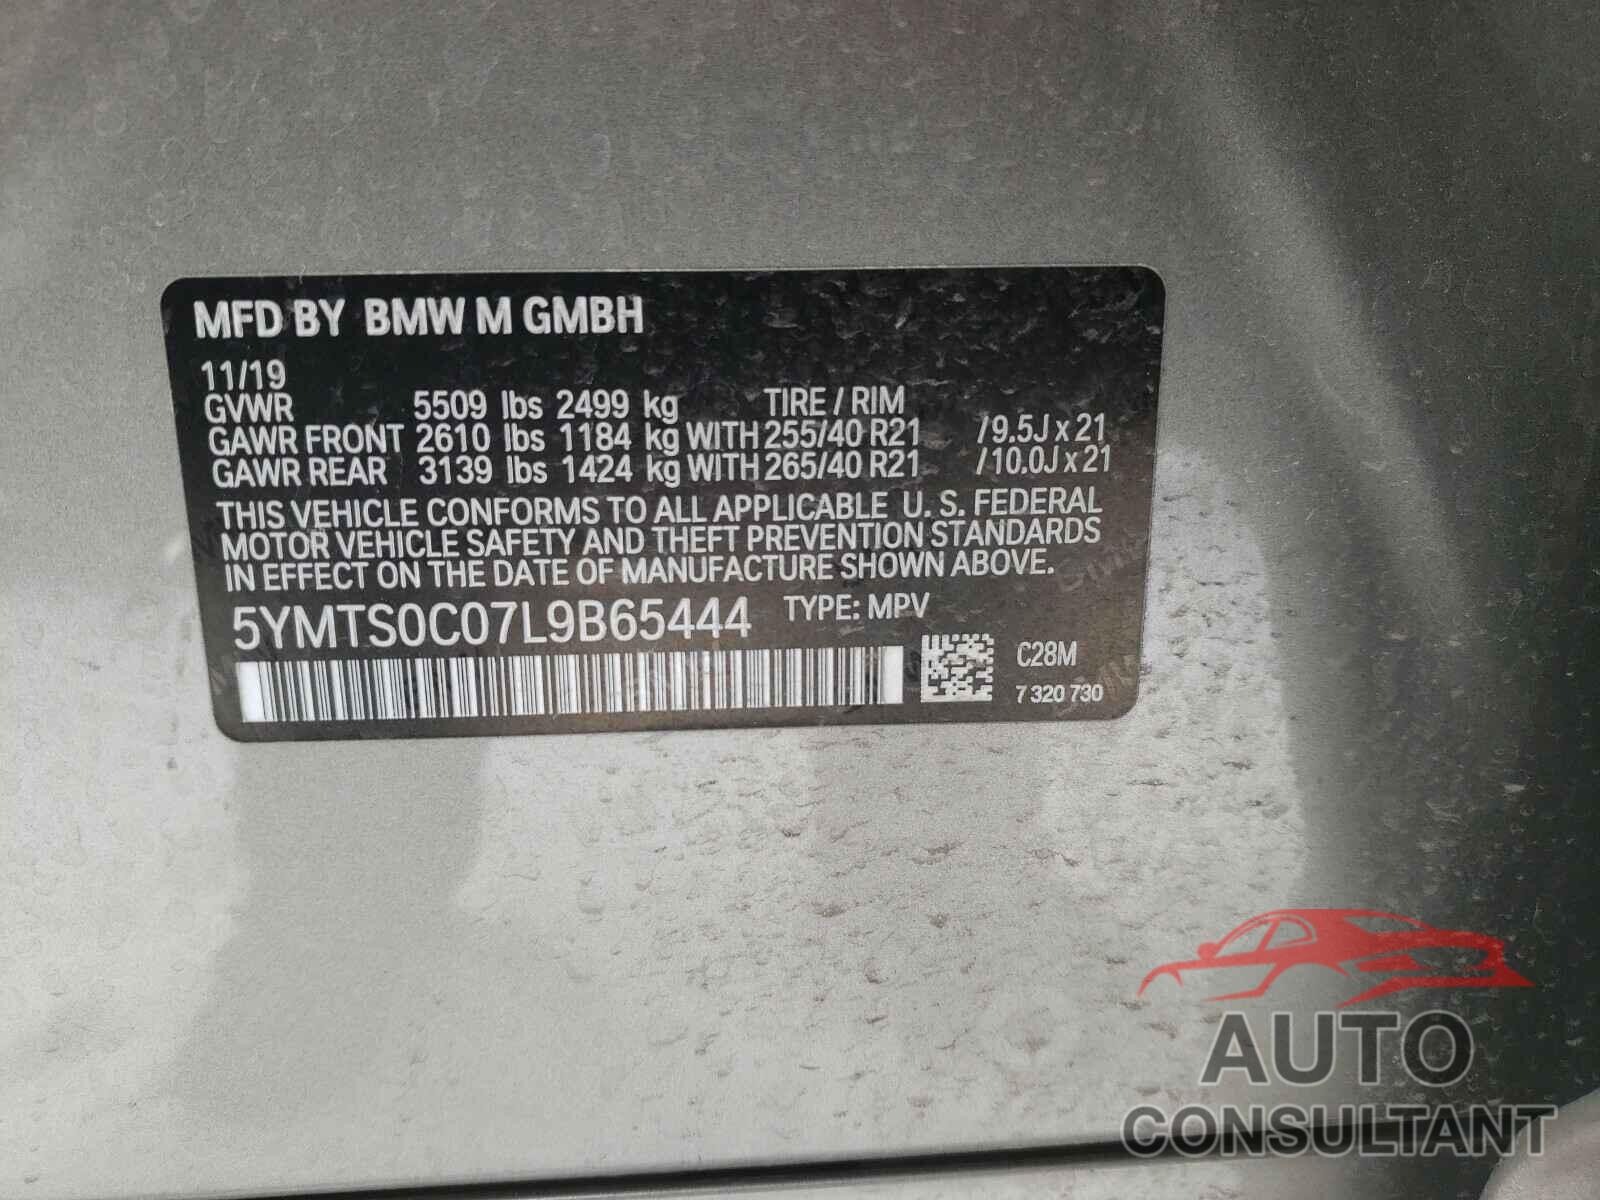 MFD BY BMW M GMBH
11/19
GVWR 5509 lbs 2499 kg TIRE / RIM
GAWR FRONT 2610 lbs 1184 kg WITH 255/40 R21 /9.5J x 21
GAWR REAR 3139 lbs 1424 kg WITH 265/40 R21 /10.0J x 21
THIS VEHICLE CONFORMS TO ALL APPLICABLE U. S. FEDERAL
MOTOR VEHICLE SAFETY AND THEFT PREVENTION STANDARDS
IN EFFECT ON THE DATE OF MANUFACTURE SHOWN ABOVE.
5YMTS0C07L9B65444 TYPE: MPV
C28M
7 320 730
AUTO
CONSULTANT